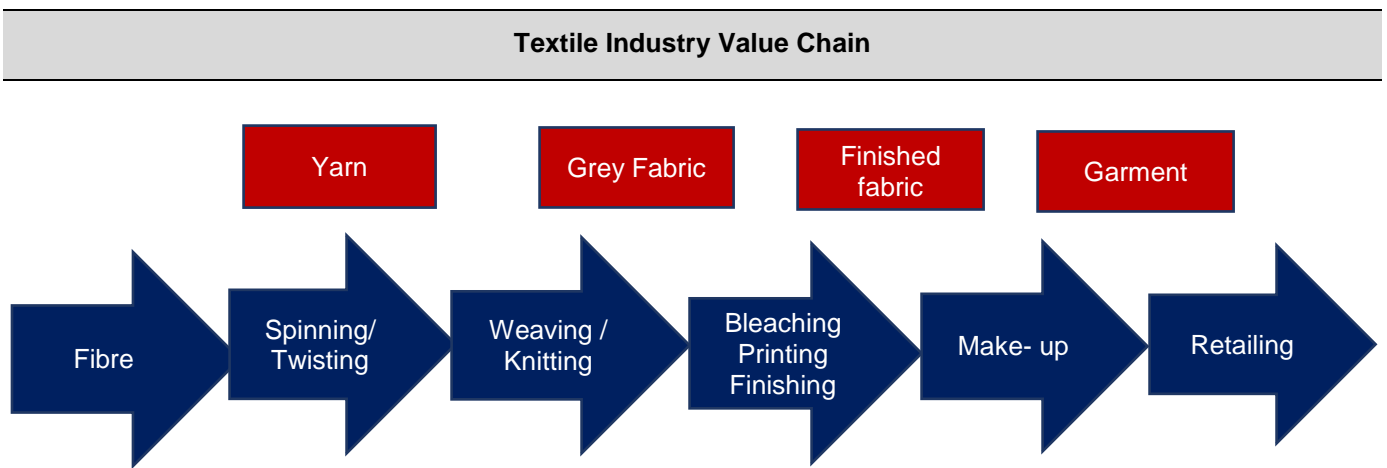 Textile Industry Value Chain
Yarn
Grey Fabric
Finished
fabric
Garment
Fibre
Spinning/
Twisting
Weaving /
Knitting
Bleaching
Printing
Finishing
Make- up
Retailing